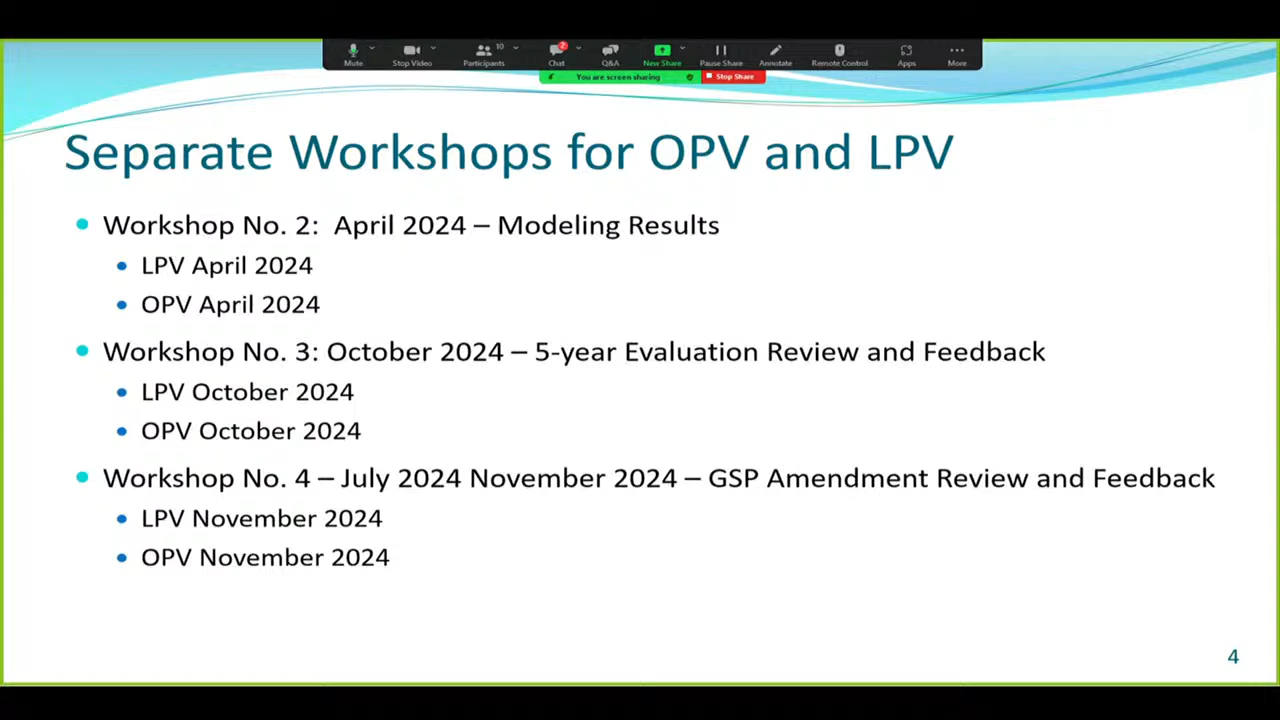 Mute
Stop Video
10
Participants
2
Chat
Q&A
New Share
Pause Share
Annotate
Remote Control
Apps
More
You are screen sharing
Stop Share
Separate Workshops for OPV and LPV
Workshop No. 2:  April 2024 – Modeling Results
LPV April 2024
OPV April 2024
Workshop No. 3: October 2024 – 5-year Evaluation Review and Feedback
LPV October 2024
OPV October 2024
Workshop No. 4 – July 2024 November 2024 – GSP Amendment Review and Feedback
LPV November 2024
OPV November 2024
4